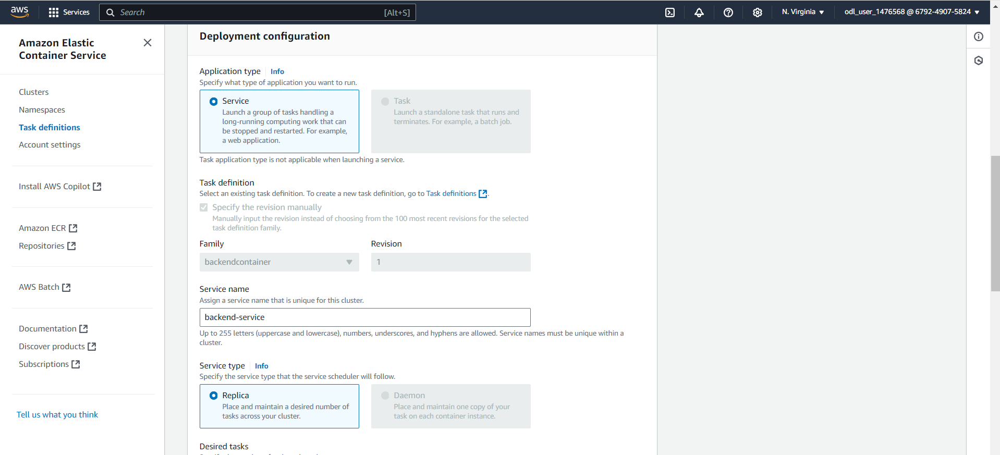 aws
Services
Search
[Alt+S]
N. Virginia
odl_user_1476568 @ 6792-4907-5824
Amazon Elastic
Container Service
Clusters
Namespaces
Task definitions
Account settings
Install AWS Copilot
Amazon ECR
Repositories
AWS Batch
Documentation
Discover products
Subscriptions
Tell us what you think
Deployment configuration
Application type
Info
Specify what type of application you want to run.
Service
Launch a group of tasks handling a
long-running computing work that can
be stopped and restarted. For example,
a web application.
Task
Launch a standalone task that runs and
terminates. For example, a batch job.
Task application type is not applicable when launching a service.
Task definition
Select an existing task definition. To create a new task definition, go to Task definitions.
Specify the revision manually
Manually input the revision instead of choosing from the 100 most recent revisions for the selected
task definition family.
Family
backendcontainer
Revision
1
Service name
Assign a service name that is unique for this cluster.
backend-service
Up to 255 letters (uppercase and lowercase), numbers, underscores, and hyphens are allowed. Service names must be unique within a
cluster.
Service type
Info
Specify the service type that the service scheduler will follow.
Replica
Place and maintain a desired number of
tasks across your cluster.
Daemon
Place and maintain one copy of your
task on each container instance.
Desired tasks